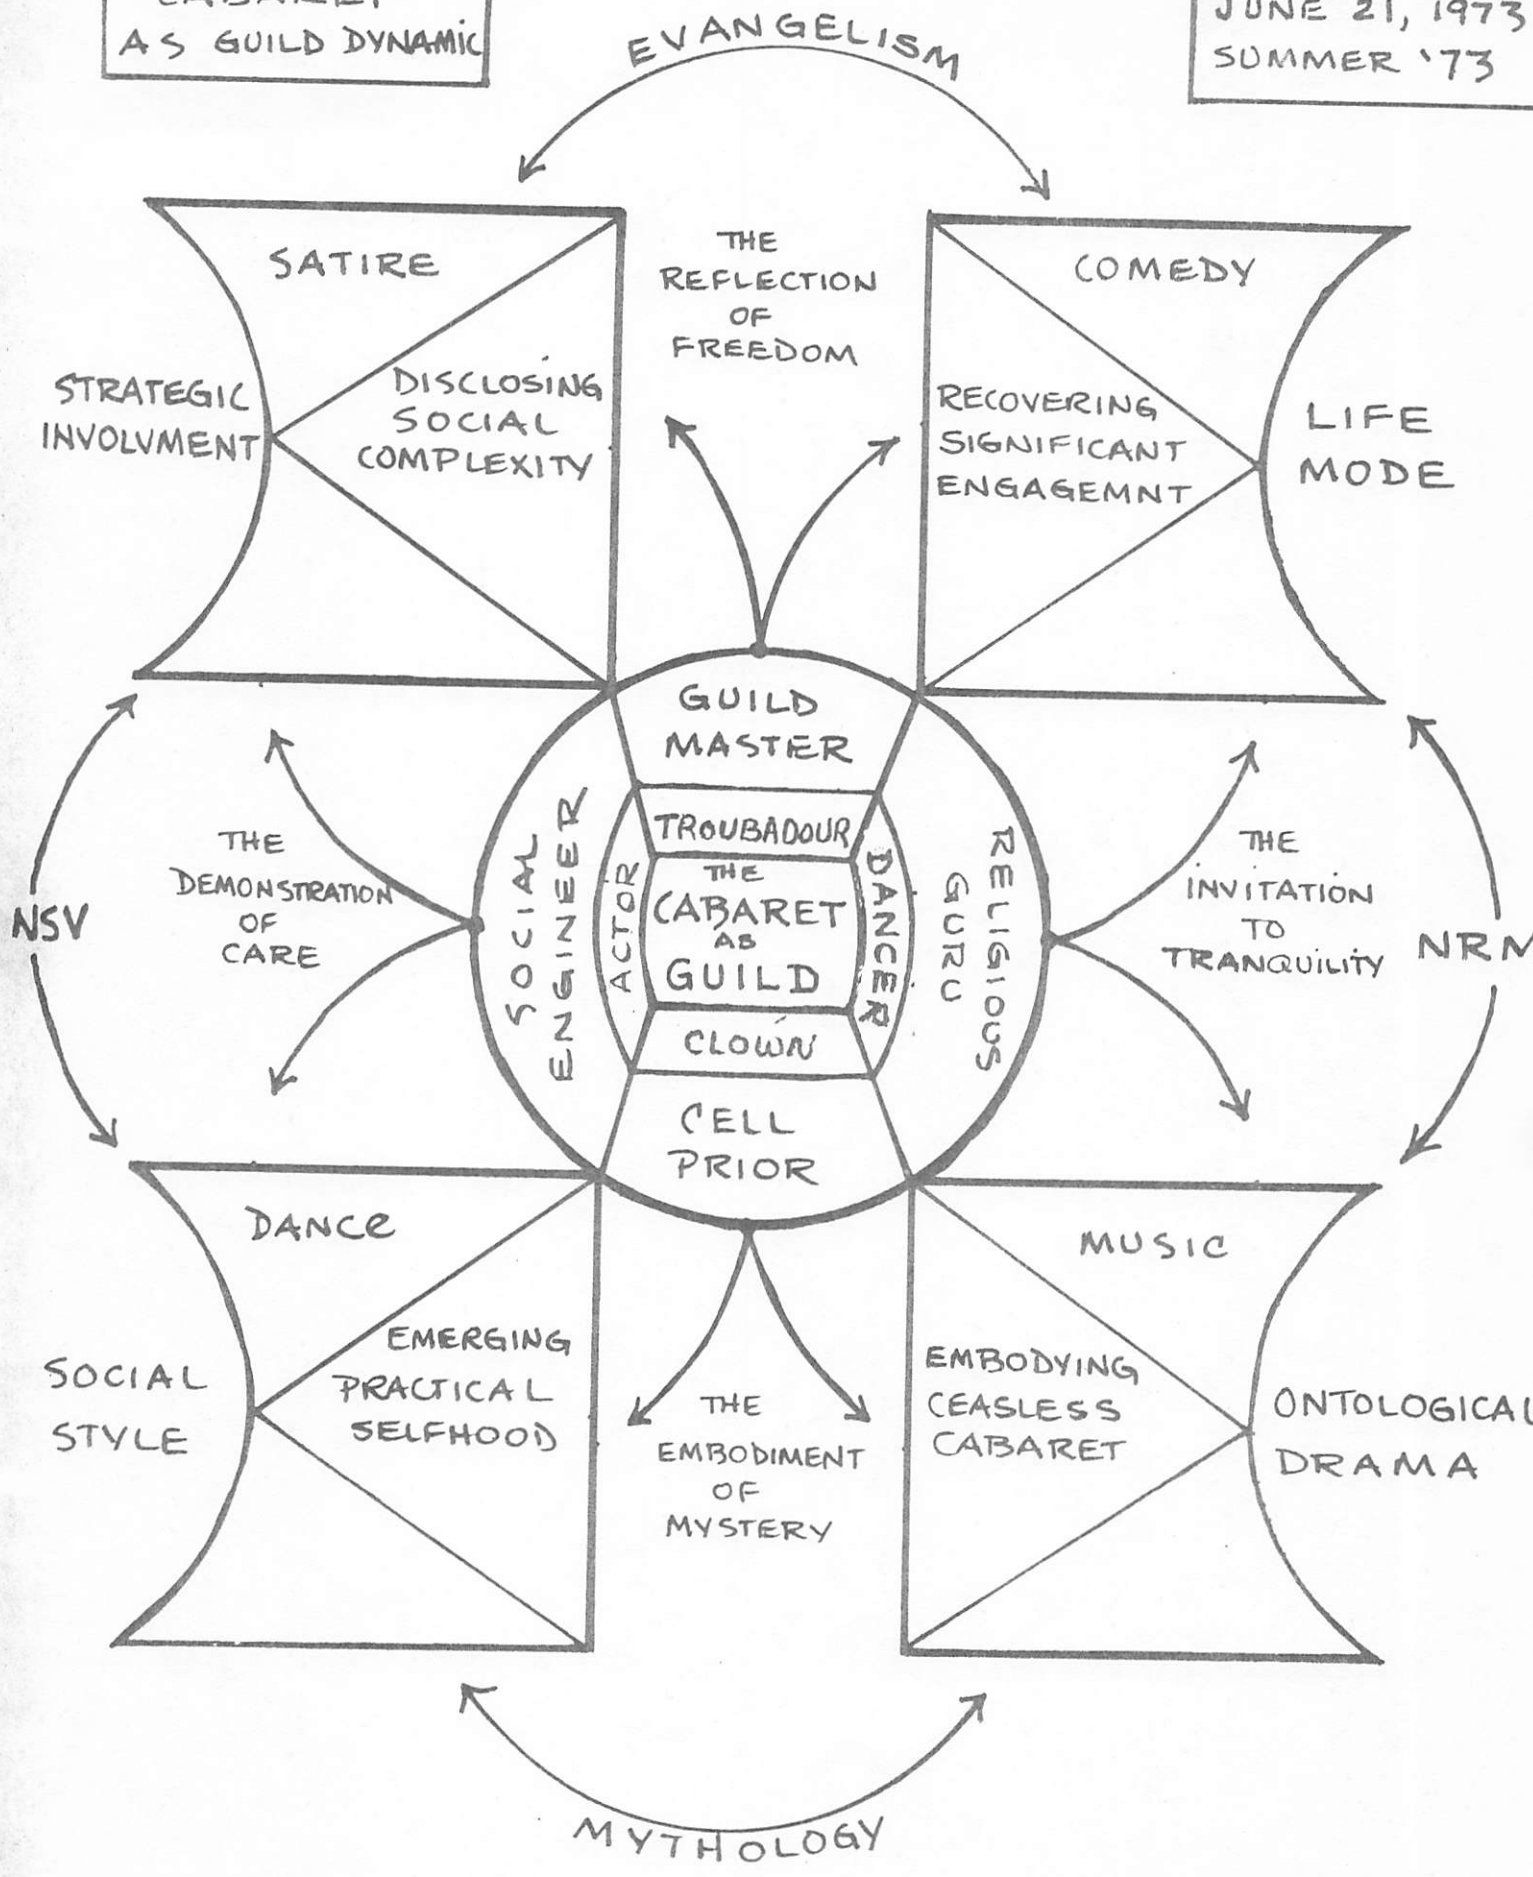 CABARET
AS GUILD DYNAMIC
JUNE 21, 1973
SUMMER '73
EVANGELISM
SATIRE
THE
REFLECTION
OF
FREEDOM
COMEDY
STRATEGIC
INVOLVMENT
DISCLOSING
SOCIAL
COMPLEXITY
RECOVERING
SIGNIFICANT
ENGAGEMNT
LIFE
MODE
GUILD
MASTER
TROUBADOUR
THE
CABARET
AS
GUILD
CLOWN
CELL
PRIOR
SOCIAL
ENGINEER
ACTOR
DANCER
RELIGIOUS
GURU
NSV
THE
DEMONSTRATION
OF
CARE
THE
INVITATION
TO
TRANQUILITY
NRM
DANCE
MUSIC
SOCIAL
STYLE
EMERGING
PRACTICAL
SELFHOOD
THE
EMBODIMENT
OF
MYSTERY
EMBODYING
CEASLESS
CABARET
ONTOLOGICAL
DRAMA
MYTHOLOGY